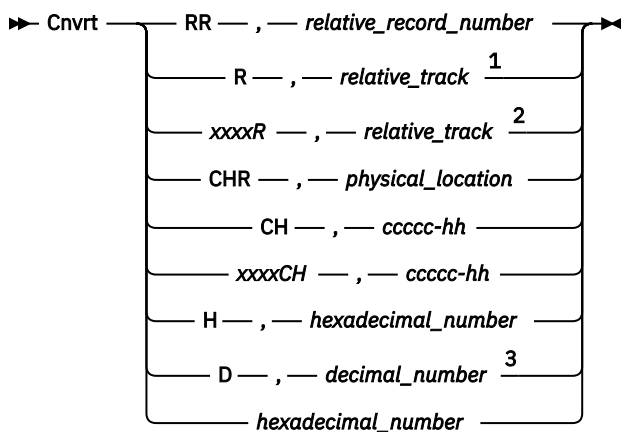 Cnvrt RR , relative_record_number
R , relative_track 1
xxxxR , relative_track 2
CHR , physical_location
CH , ccccc-hh
xxxxCH , ccccc-hh
H , hexadecimal_number
D , decimal_number 3
hexadecimal_number